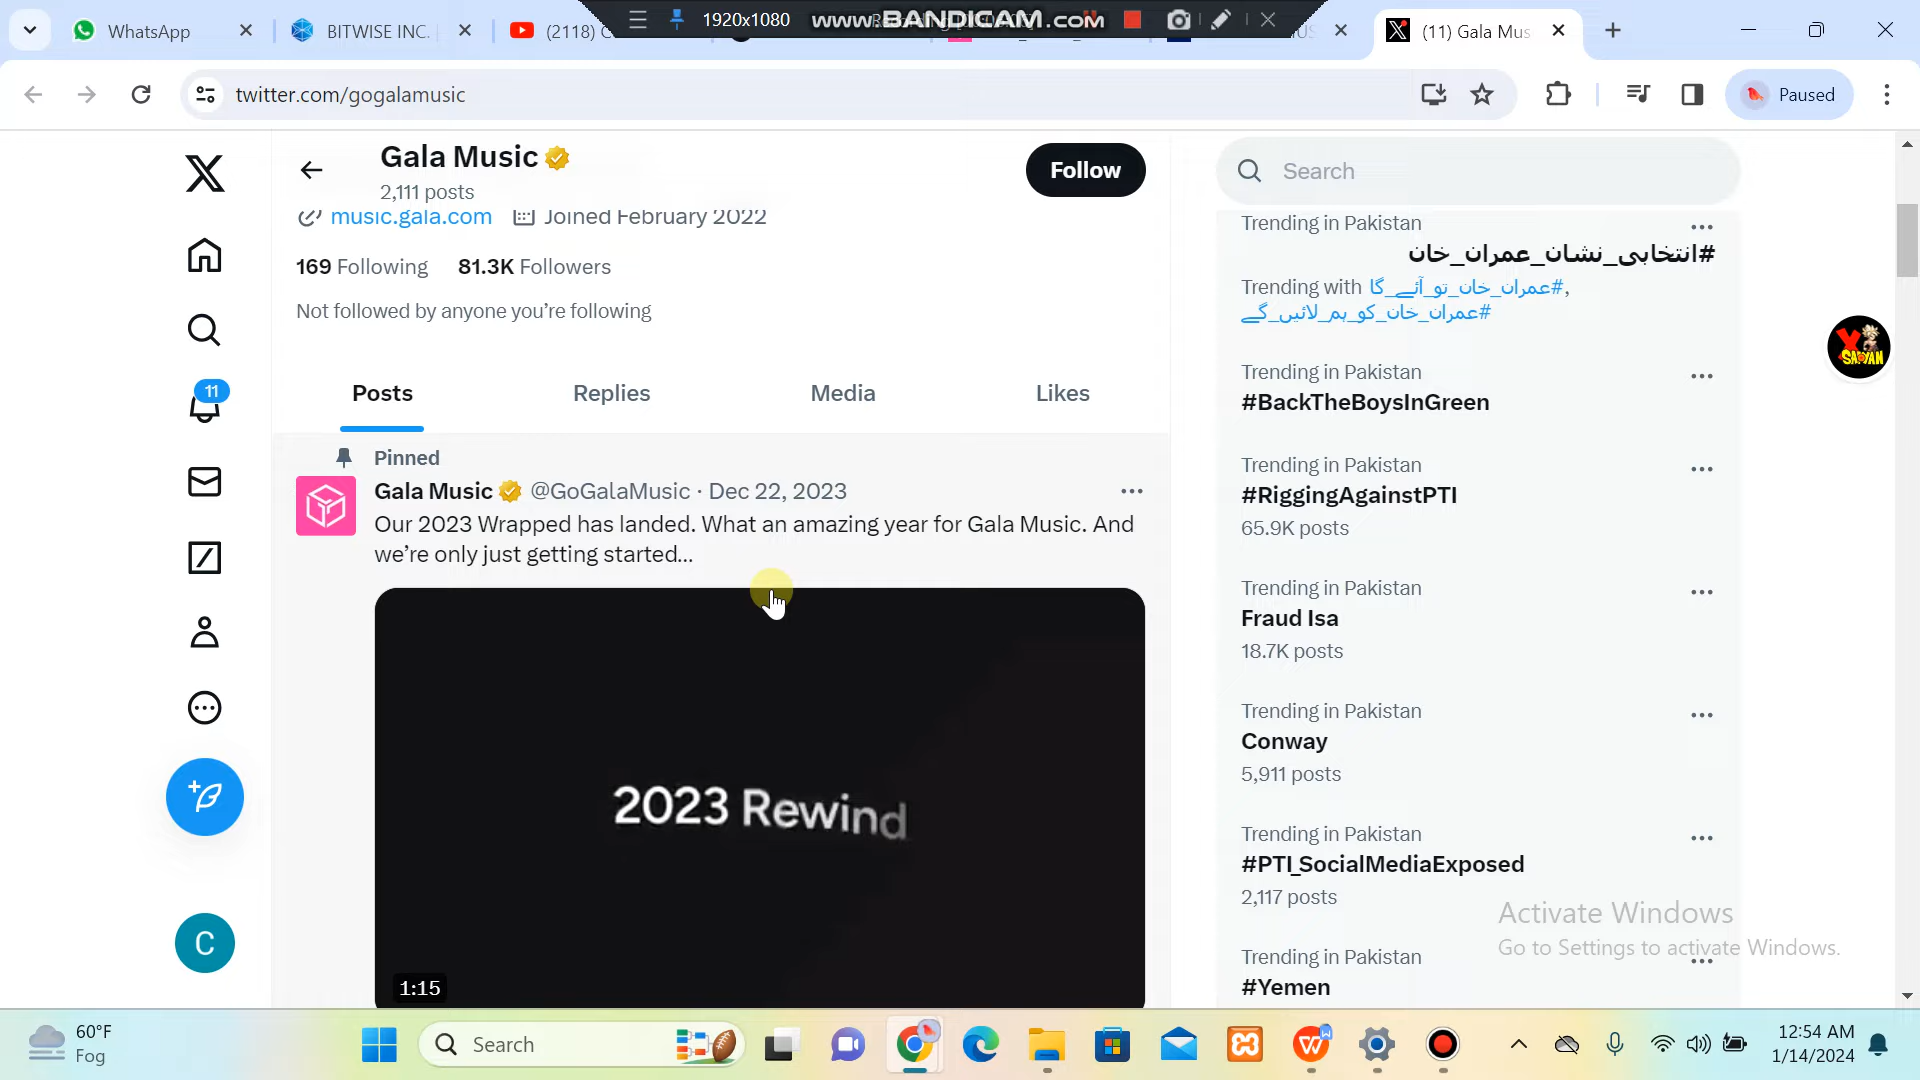 WhatsApp
BITWISE INC.
(2118) C
1920x1080
www.BANDICAM.com
(11) Gala Mus
twitter.com/gogalamusic
Paused
Gala Music
2,111 posts
Follow
music.gala.com Joined February 2022
169 Following 81.3K Followers
Not followed by anyone you’re following
Posts Replies Media Likes
Pinned
Gala Music @GoGalaMusic · Dec 22, 2023
Our 2023 Wrapped has landed. What an amazing year for Gala Music. And
we’re only just getting started...
2023 Rewind
1:15
11
C
Search
Trending in Pakistan
#انتخابی_نشان_عمران_خان
Trending with #عمران_خان_تو_آئے_گا,
#عمران_خان_کو_ہم_لائیں_گے
Trending in Pakistan
#BackTheBoysInGreen
Trending in Pakistan
#RiggingAgainstPTI
65.9K posts
Trending in Pakistan
Fraud Isa
18.7K posts
Trending in Pakistan
Conway
5,911 posts
Trending in Pakistan
#PTI_SocialMediaExposed
2,117 posts
Trending in Pakistan
#Yemen
X
SAIYAN
Activate Windows
Go to Settings to activate Windows.
60°F
Fog
Search
12:54 AM
1/14/2024